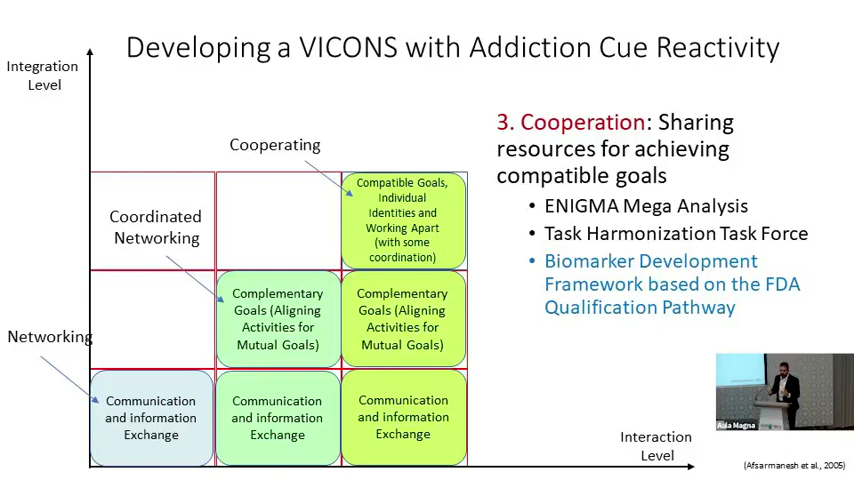 Developing a VICONS with Addiction Cue Reactivity
Integration
Level
Cooperating
Coordinated
Networking
Networking
Compatible Goals,
Individual
Identities and
Working Apart
(with some
coordination)
Complementary
Goals (Aligning
Activities for
Mutual Goals)
Complementary
Goals (Aligning
Activities for
Mutual Goals)
Communication
and information
Exchange
Communication
and information
Exchange
Communication
and information
Exchange
Interaction
Level
3. Cooperation: Sharing
resources for achieving
compatible goals
• ENIGMA Mega Analysis
• Task Harmonization Task Force
• Biomarker Development
Framework based on the FDA
Qualification Pathway
Aula Magna
(Afsarmanesh et al., 2005)